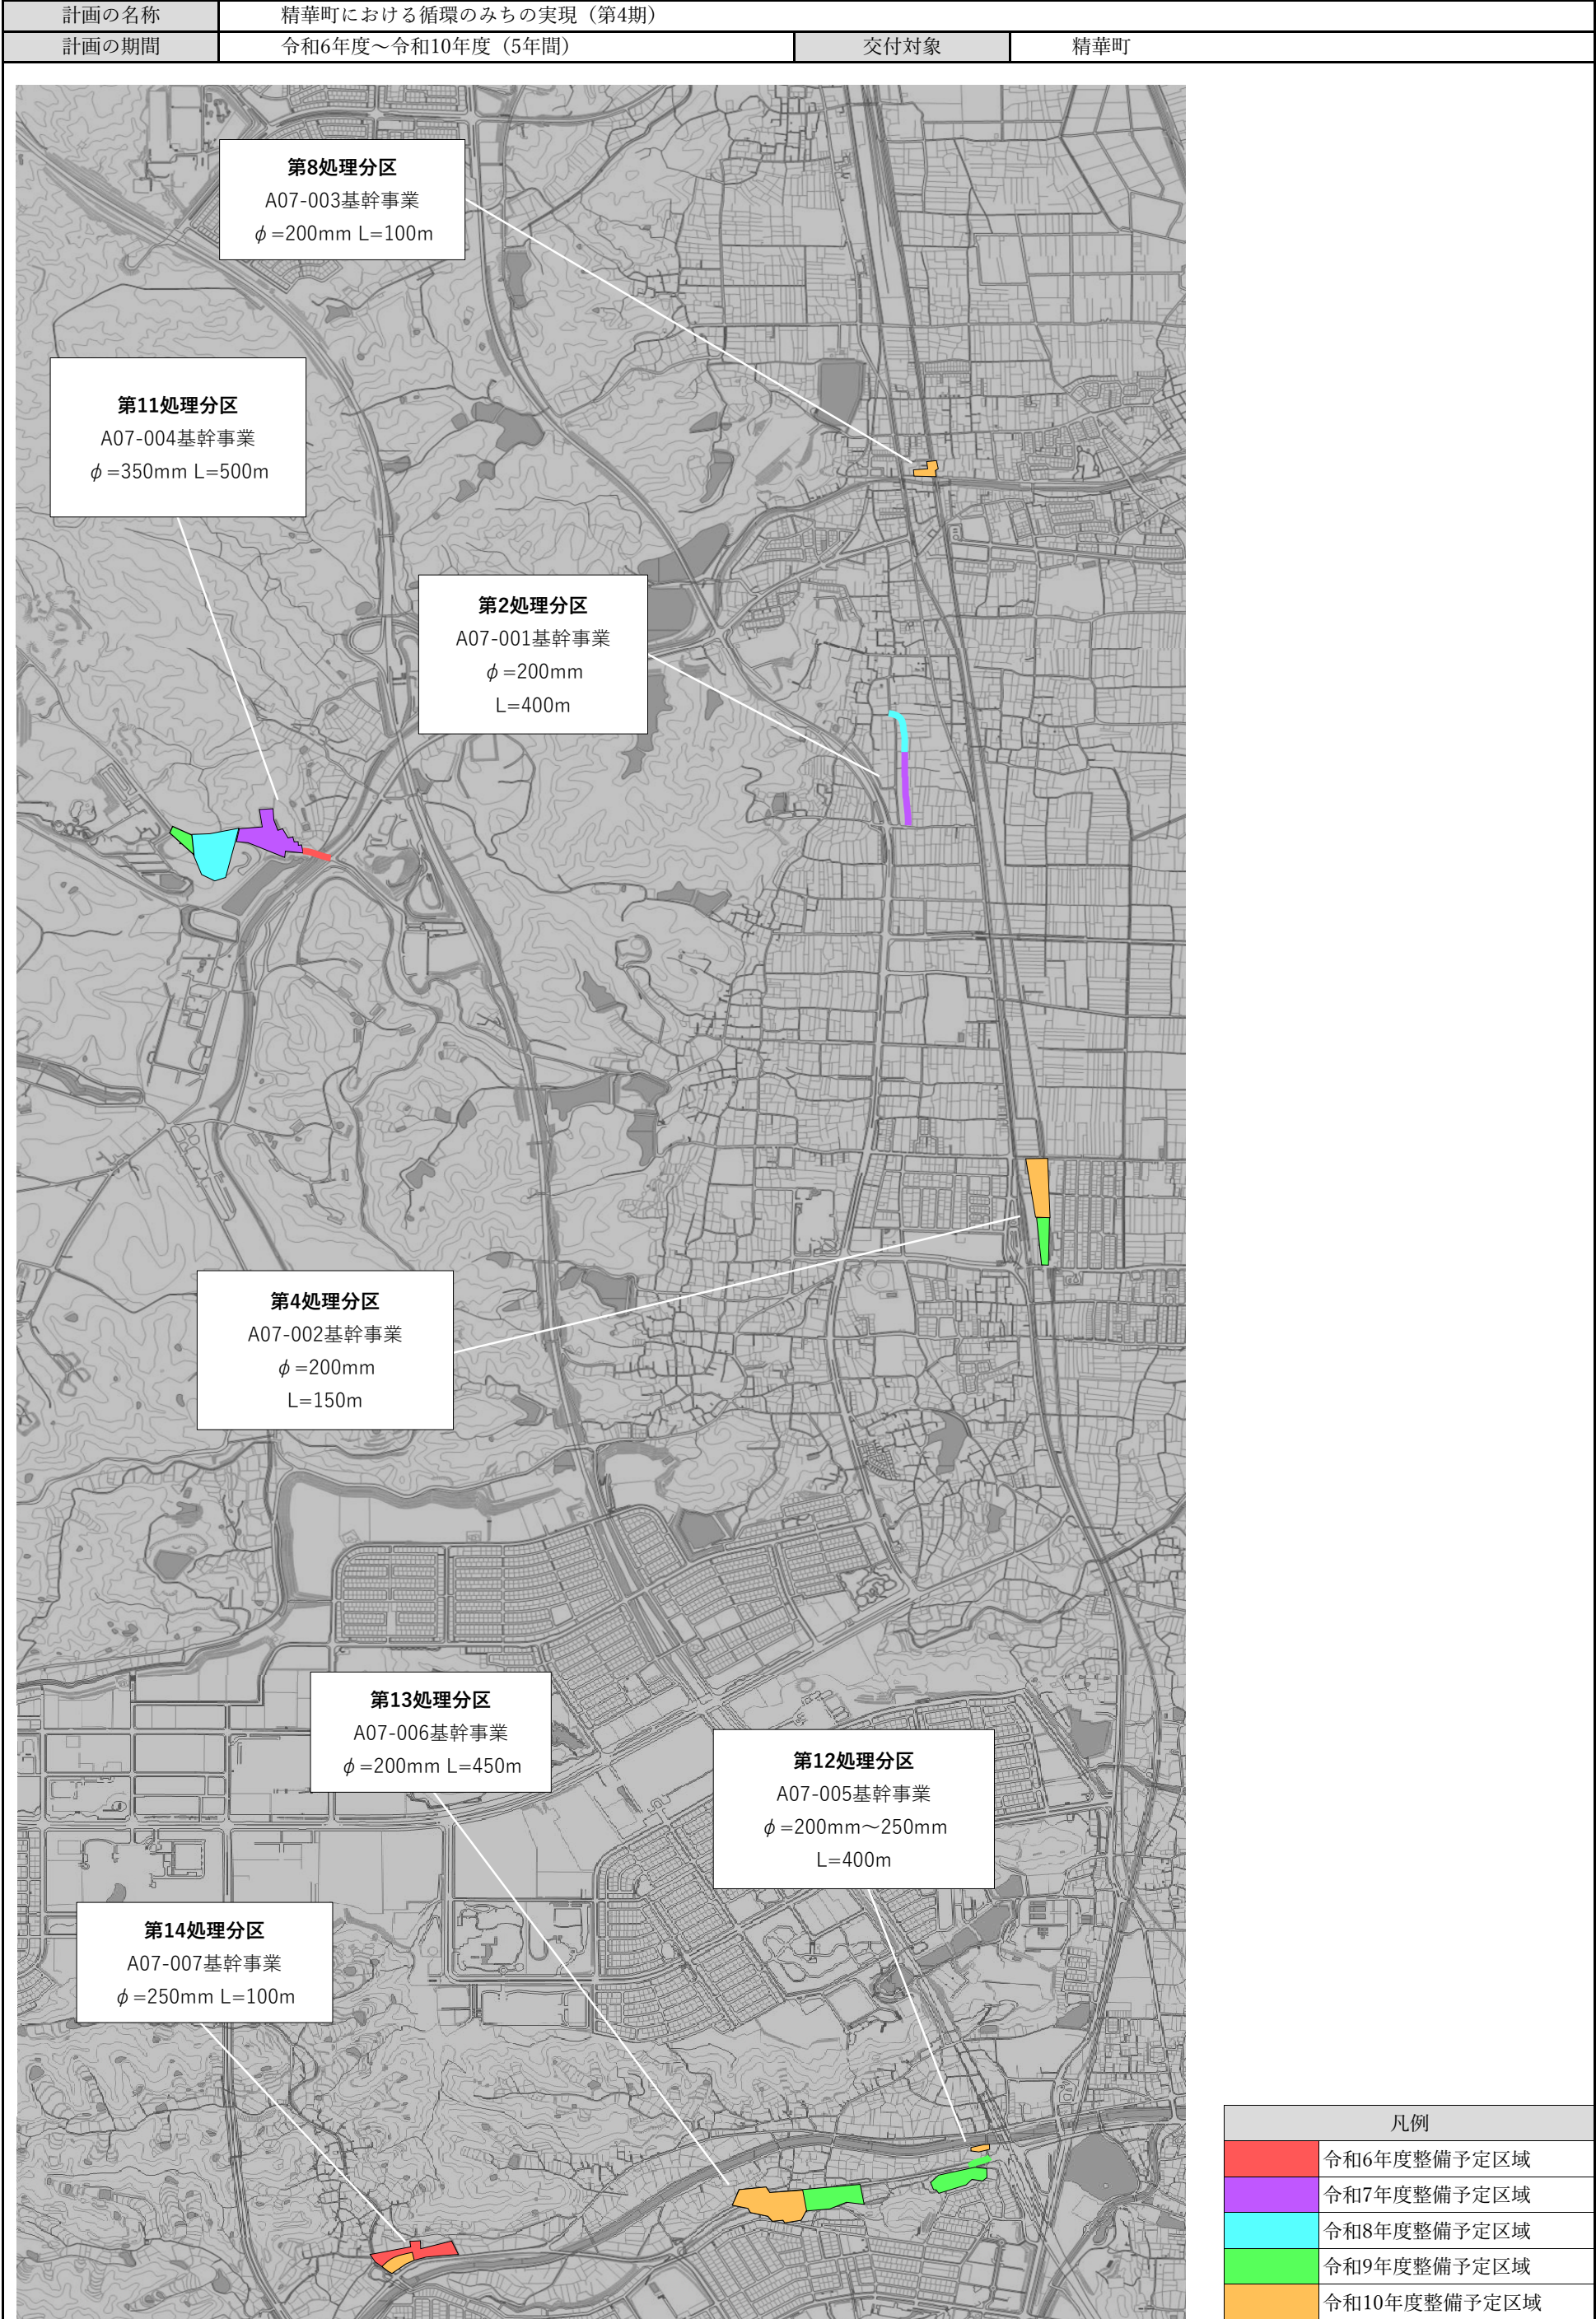 計画の名称
精華町における循環のみちの実現（第4期）
計画の期間
令和6年度～令和10年度（5年間）
交付対象
精華町
第8処理分区
A07-003基幹事業
φ=200mm L=100m
第11処理分区
A07-004基幹事業
φ=350mm L=500m
第2処理分区
A07-001基幹事業
φ=200mm
L=400m
第4処理分区
A07-002基幹事業
φ=200mm
L=150m
第13処理分区
A07-006基幹事業
φ=200mm L=450m
第12処理分区
A07-005基幹事業
φ=200mm～250mm
L=400m
第14処理分区
A07-007基幹事業
φ=250mm L=100m
凡例
令和6年度整備予定区域
令和7年度整備予定区域
令和8年度整備予定区域
令和9年度整備予定区域
令和10年度整備予定区域